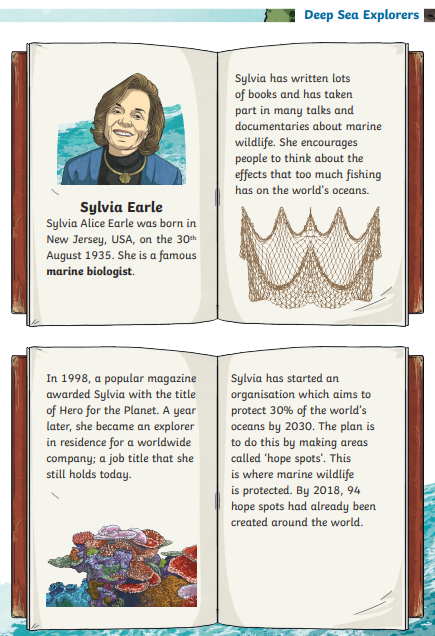 Deep Sea Explorers
Sylvia Earle
Sylvia Alice Earle was born in
New Jersey, USA, on the 30th
August 1935. She is a famous
marine biologist.
Sylvia has written lots
of books and has taken
part in many talks and
documentaries about marine
wildlife. She encourages
people to think about the
effects that too much fishing
has on the world's oceans.
In 1998, a popular magazine
awarded Sylvia with the title
of Hero for the Planet. A year
later, she became an explorer
in residence for a worldwide
company; a job title that she
still holds today.
Sylvia has started an
organisation which aims to
protect 30% of the world's
oceans by 2030. The plan is
to do this by making areas
called ‘hope spots’. This
is where marine wildlife
is protected. By 2018, 94
hope spots had already been
created around the world.